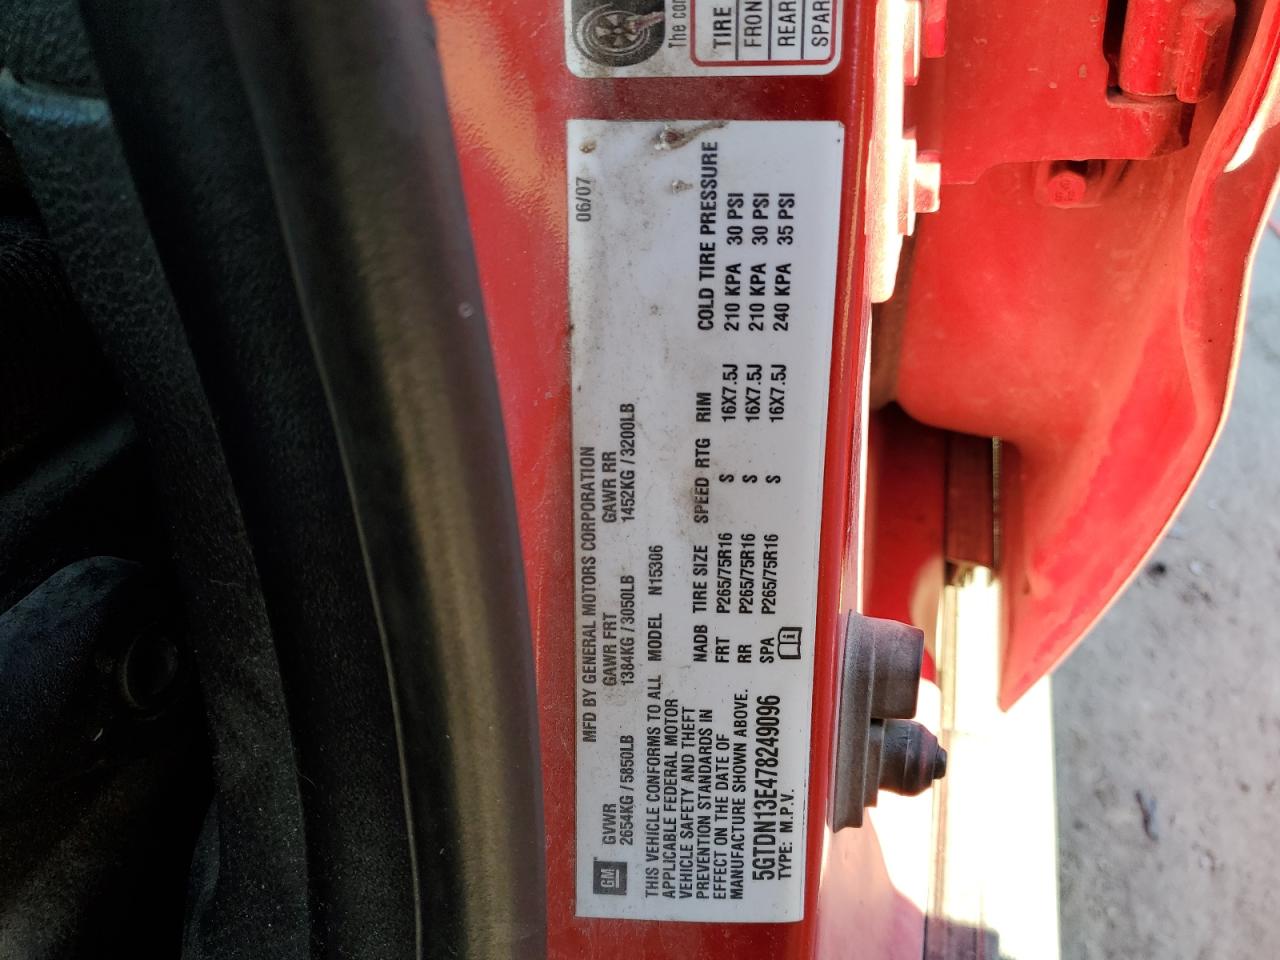 The con
TIRE
FRON
REAR
SPAR
MFD BY GENERAL MOTORS CORPORATION 06/07
GM
GVWR GAWR FRT GAWR RR
2654KG / 5850LB 1384KG / 3050LB 1452KG / 3200LB
THIS VEHICLE CONFORMS TO ALL
APPLICABLE FEDERAL MOTOR
VEHICLE SAFETY AND THEFT
PREVENTION STANDARDS IN
EFFECT ON THE DATE OF
MANUFACTURE SHOWN ABOVE.
5GTDN13E478249096
TYPE: M.P.V.
MODEL N15306
NADB TIRE SIZE SPEED RTG RIM COLD TIRE PRESSURE
FRT P265/75R16 S 16X7.5J 210 KPA 30 PSI
RR P265/75R16 S 16X7.5J 210 KPA 30 PSI
SPA P265/75R16 S 16X7.5J 240 KPA 35 PSI